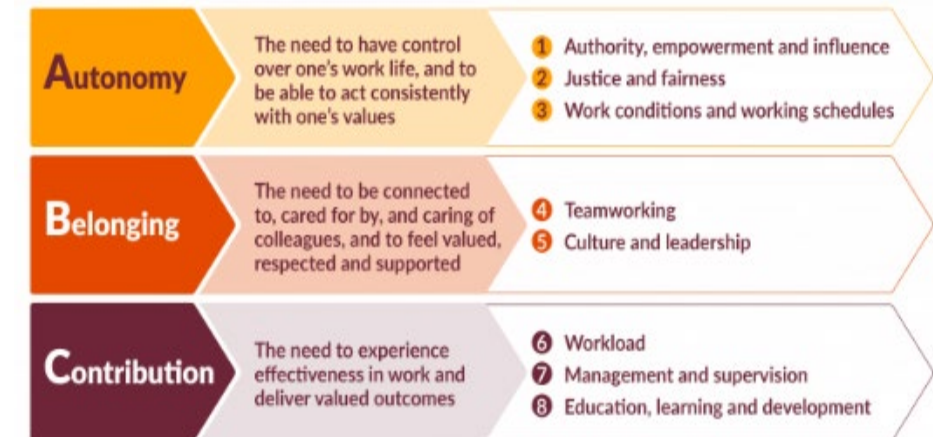 Autonomy
The need to have control
over one's work life, and to
be able to act consistently
with one's values
1 Authority, empowerment and influence
2 Justice and fairness
3 Work conditions and working schedules
Belonging
The need to be connected
to, cared for by, and caring of
colleagues, and to feel valued,
respected and supported
4 Teamworking
5 Culture and leadership
Contribution
The need to experience
effectiveness in work and
deliver valued outcomes
6 Workload
7 Management and supervision
8 Education, learning and development